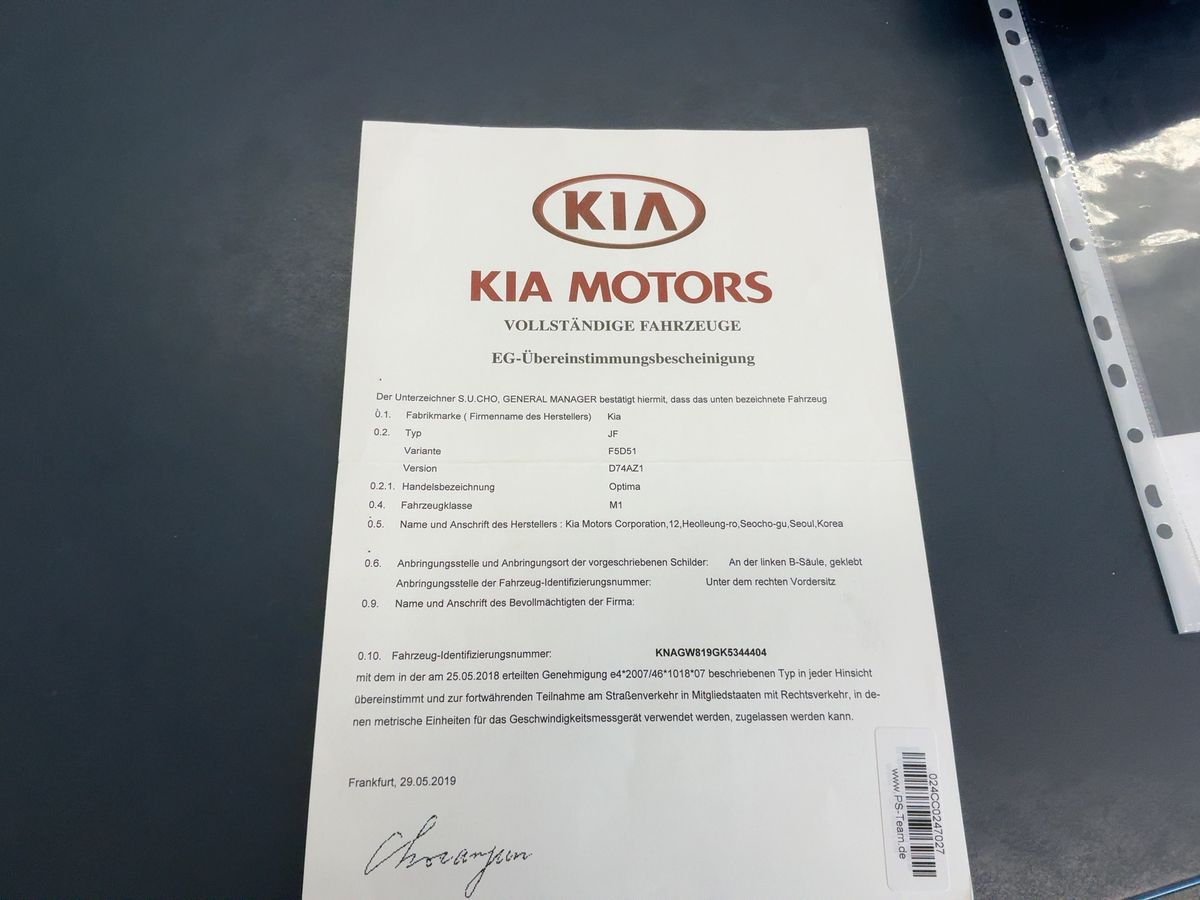 KIA
KIA MOTORS
VOLLSTÄNDIGE FAHRZEUGE
EG-Übereinstimmungsbescheinigung
Der Unterzeichner S.U.CHO, GENERAL MANAGER bestätigt hiermit, dass das unten bezeichnete Fahrzeug
0.1. Fabrikmarke ( Firmenname des Herstellers) Kia
0.2. Typ JF
Variante F5D51
Version D74AZ1
0.2.1. Handelsbezeichnung Optima
0.4. Fahrzeugklasse M1
0.5. Name und Anschrift des Herstellers : Kia Motors Corporation,12,Heolleung-ro,Seocho-gu,Seoul,Korea
0.6. Anbringungsstelle und Anbringungsort der vorgeschriebenen Schilder: An der linken B-Säule, geklebt
Anbringungsstelle der Fahrzeug-Identifizierungsnummer: Unter dem rechten Vordersitz
0.9. Name und Anschrift des Bevollmächtigten der Firma:
0.10. Fahrzeug-Identifizierungsnummer: KNAGW819GK5344404
mit dem in der am 25.05.2018 erteilten Genehmigung e4*2007/46*1018*07 beschriebenen Typ in jeder Hinsicht
übereinstimmt und zur fortwährenden Teilnahme am Straßenverkehr in Mitgliedstaaten mit Rechtsverkehr, in de-
nen metrische Einheiten für das Geschwindigkeitsmessgerät verwendet werden, zugelassen werden kann.
Frankfurt, 29.05.2019
024CC0247027
www.PS-Team.de